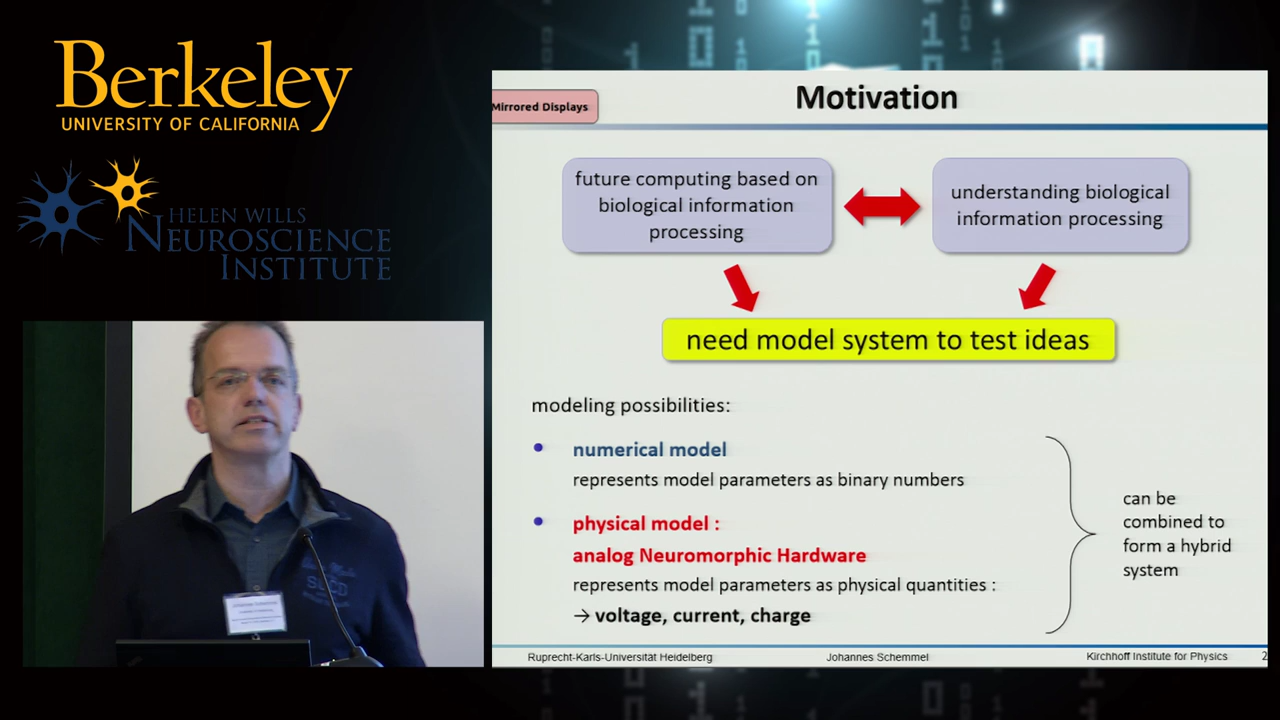 Berkeley
UNIVERSITY OF CALIFORNIA
HELEN WILLS
NEUROSCIENCE
INSTITUTE
Mirrored Displays
Motivation
future computing based on
biological information
processing
understanding biological
information processing
need model system to test ideas
modeling possibilities:
• numerical model
represents model parameters as binary numbers
• physical model :
analog Neuromorphic Hardware
represents model parameters as physical quantities :
→ voltage, current, charge
can be
combined to
form a hybrid
system
Ruprecht-Karls-Universität Heidelberg
Johannes Schemmel
Kirchhoff Institute for Physics
2